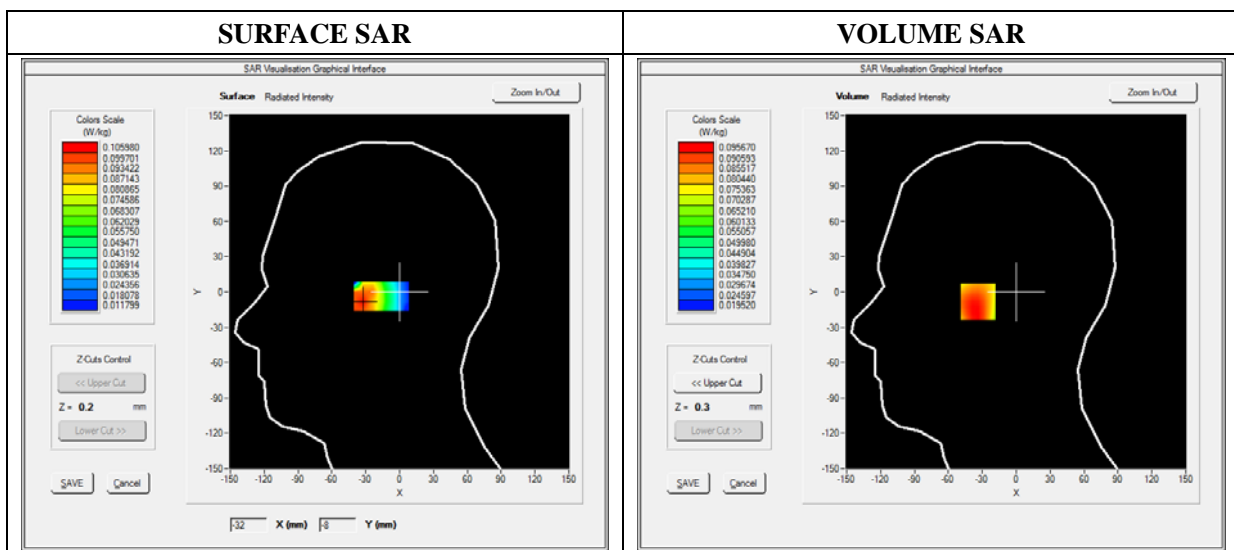 SURFACE SAR
VOLUME SAR
SAR Visualisation Graphical Interface
Surface Radiated Intensity
Zoom In/Out
Colors Scale
(W/kg)
0.105980
0.099701
0.093422
0.087143
0.080865
0.074586
0.068307
0.062029
0.055750
0.049471
0.043192
0.036914
0.030635
0.024356
0.018078
0.011799
Z-Cuts Control
<< Upper Cut
Z = 0.2 mm
Lower Cut >>
SAVE Cancel
150
120
90
60
30
0
-30
-60
-90
-120
-150
Y
-150 -120 -90 -60 -30 0 30 60 90 120 150
X
-32 X (mm) -8 Y (mm)
SAR Visualisation Graphical Interface
Volume Radiated Intensity
Zoom In/Out
Colors Scale
(W/kg)
0.095670
0.090593
0.085517
0.080440
0.075363
0.070287
0.065210
0.060133
0.055057
0.049980
0.044904
0.039827
0.034750
0.029674
0.024597
0.019520
Z-Cuts Control
<< Upper Cut
Z = 0.3 mm
Lower Cut >>
SAVE Cancel
150
120
90
60
30
0
-30
-60
-90
-120
-150
Y
-150 -120 -90 -60 -30 0 30 60 90 120 150
X